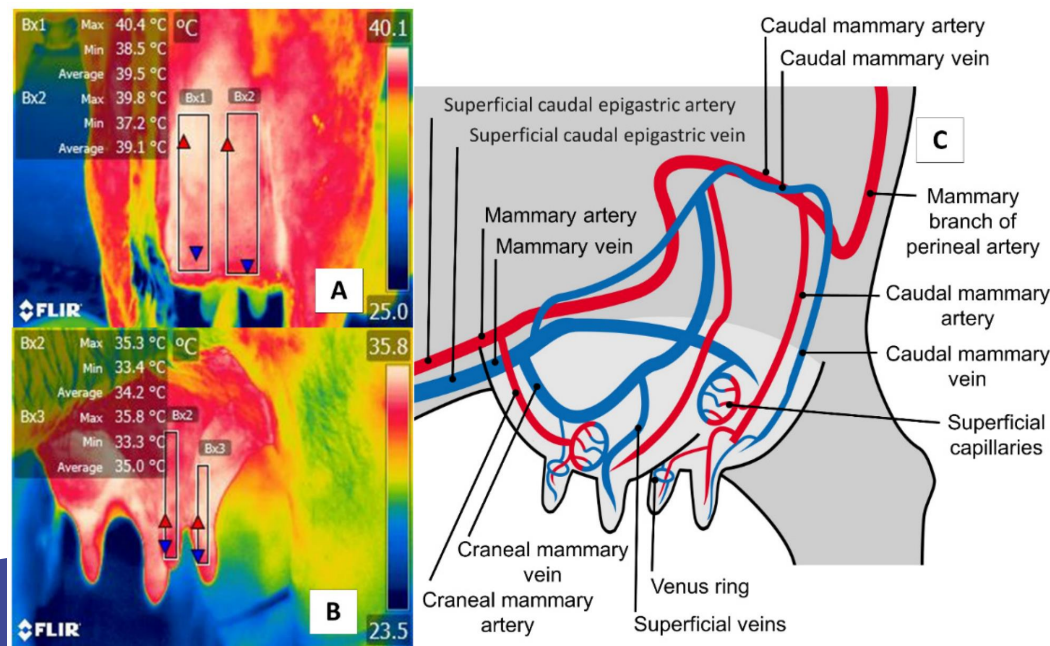 Bx1 Max 40.4 °C
Min 38.5 °C
Average 39.5 °C
Bx2 Max 39.8 °C
Min 37.2 °C
Average 39.1 °C
°C
40.1
Bx1
Bx2
A
FLIR
25.0
Bx2 Max 35.3 °C
Min 33.4 °C
Average 34.2 °C
Bx3 Max 35.8 °C
Min 33.3 °C
Average 35.0 °C
°C
35.8
Bx2
Bx3
B
FLIR
23.5
Caudal mammary artery
Caudal mammary vein
Superficial caudal epigastric artery
Superficial caudal epigastric vein
C
Mammary artery
Mammary vein
Mammary
branch of
perineal artery
Caudal mammary
artery
Caudal mammary
vein
Superficial
capillaries
Craneal mammary
vein
Craneal mammary
artery
Venus ring
Superficial veins